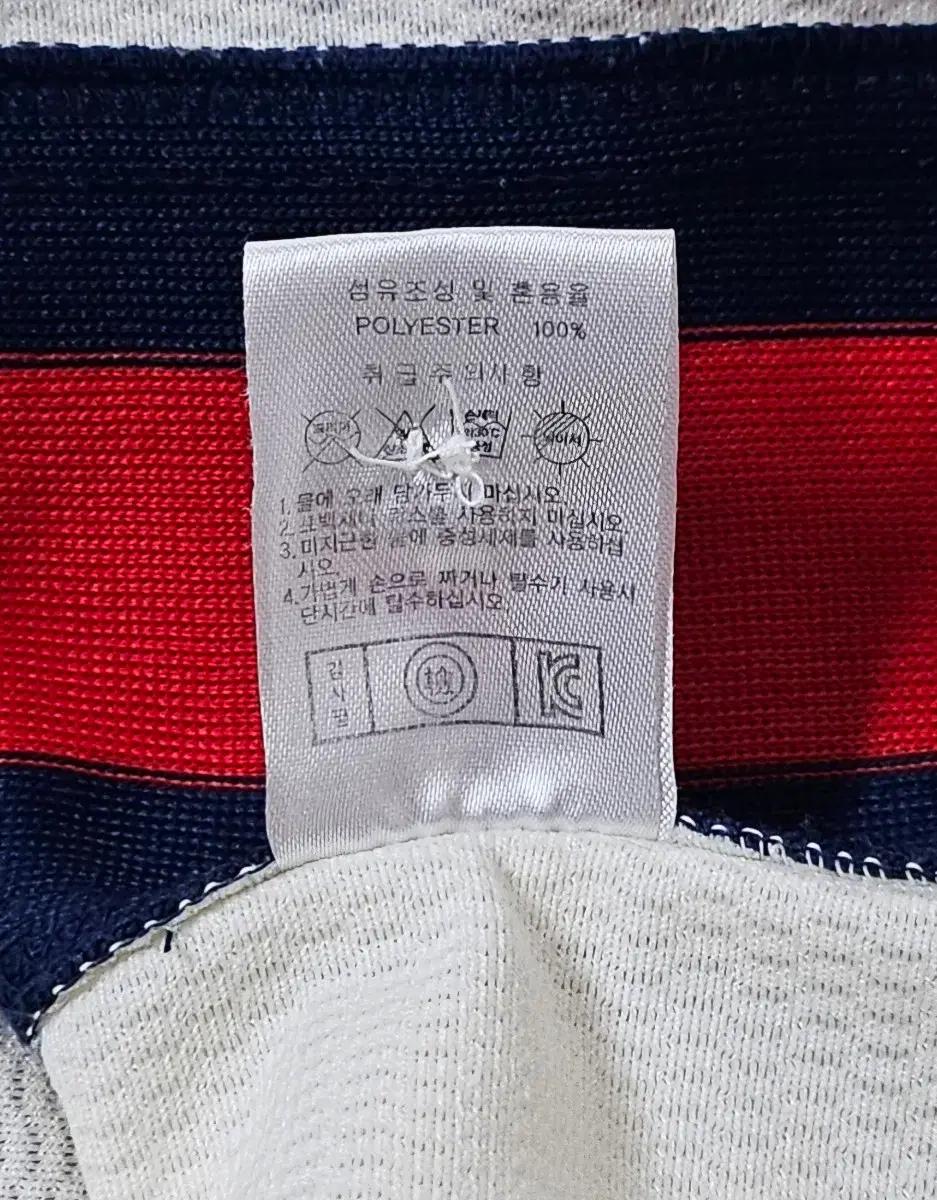 섬유조성 및 혼용율
POLYESTER 100%
취급주의사항
1. 물에 오래 담가두지 마십시오.
2. 표백제나 락스를 사용하지 마십시오
3. 미지근한 물에 중성세제를 사용하십
시오.
4. 가볍게 손으로 짜거나 탈수기 사용시
단시간에 탈수하십시오.
검사필
檢
KC